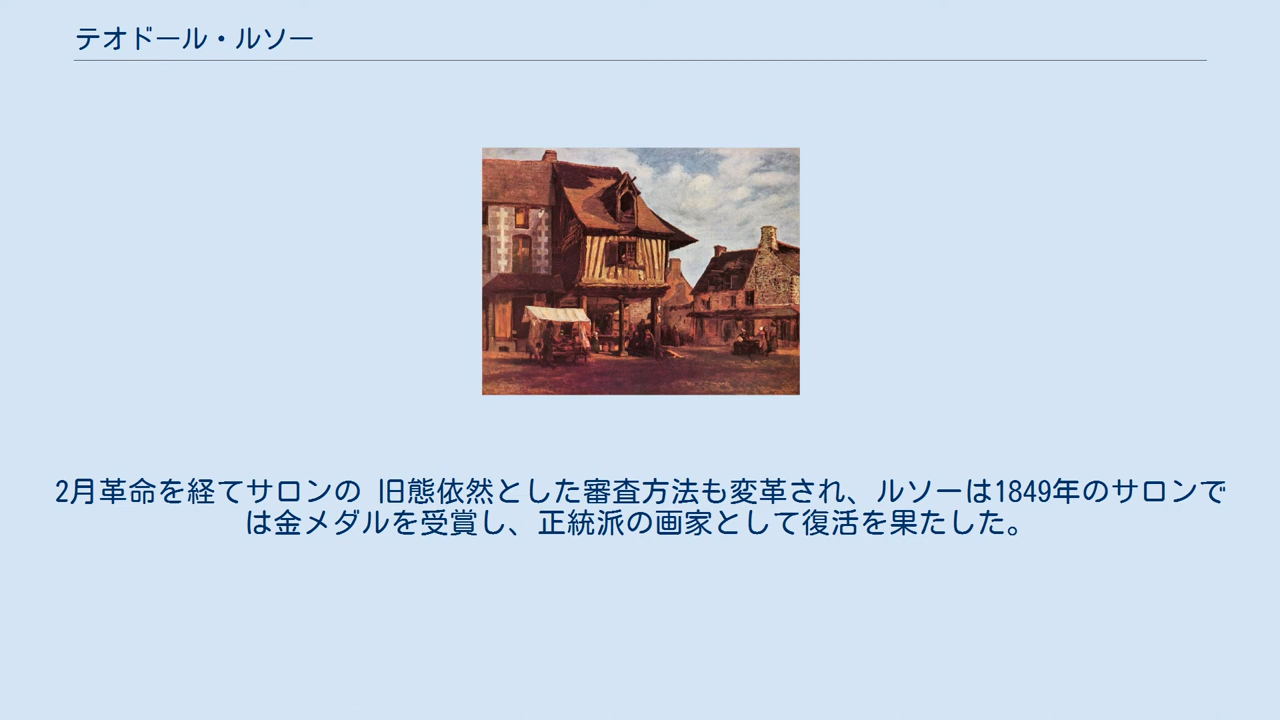 テオドール・ルソー
2月革命を経てサロンの 旧態依然とした審査方法も変革され、ルソーは1849年のサロンで
は金メダルを受賞し、正統派の画家として復活を果たした。